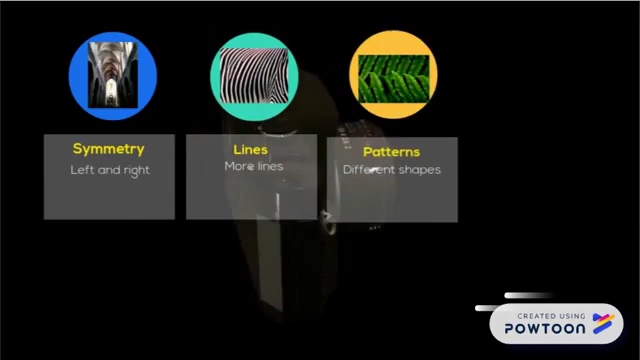 Symmetry
Left and right
Lines
More lines
Patterns
Different shapes
CREATED USING
POWTOON